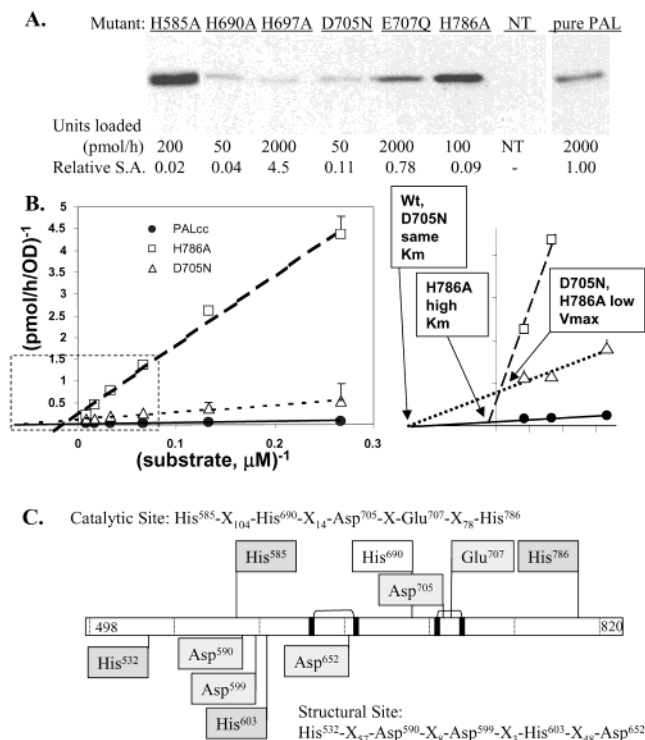 A.
Mutant: H585A H690A H697A D705N E707Q H786A NT pure PAL
Units loaded
(pmol/h) 200 50 2000 50 2000 100 NT 2000
Relative S.A. 0.02 0.04 4.5 0.11 0.78 0.09 - 1.00
B.
(pmol/h/OD)⁻¹
5
4.5
4
3.5
3
2.5
2
1.5
1
0.5
PALcc
H786A
D705N
0 0.1 0.2 0.3
(substrate, μM)⁻¹
Wt,
D705N
same
Km
H786A
high
Km
D705N,
H786A low
Vmax
C. Catalytic Site: His⁵⁸⁵-X₁₀₄-His⁶⁹⁰-X₁₄-Asp⁷⁰⁵-X-Glu⁷⁰⁷-X₇₈-His⁷⁸⁶
His⁵⁸⁵ His⁶⁹⁰ Glu⁷⁰⁷ His⁷⁸⁶
Asp⁷⁰⁵
498 820
His⁵³² Asp⁵⁹⁰ Asp⁶⁵²
Asp⁵⁹⁹
His⁶⁰³
Structural Site:
His⁵³²-X₅₇-Asp⁵⁹⁰-X₈-Asp⁵⁹⁹-X₃-His⁶⁰³-X₄₈-Asp⁶⁵²